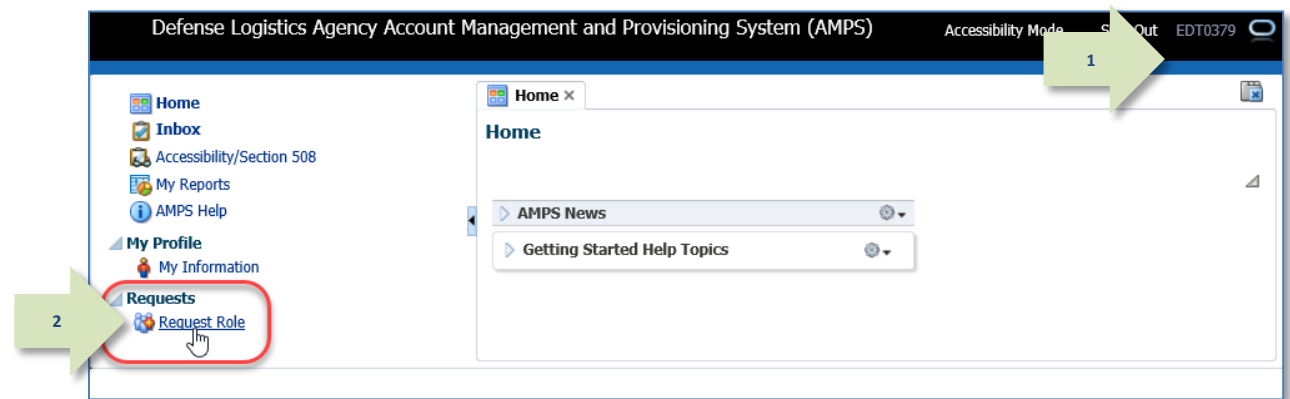 Defense Logistics Agency Account Management and Provisioning System (AMPS)
Accessibility Mode Out EDT0379
1
Home
Inbox
Accessibility/Section 508
My Reports
AMPS Help
My Profile
My Information
Requests
2
Request Role
Home ×
Home
AMPS News
Getting Started Help Topics